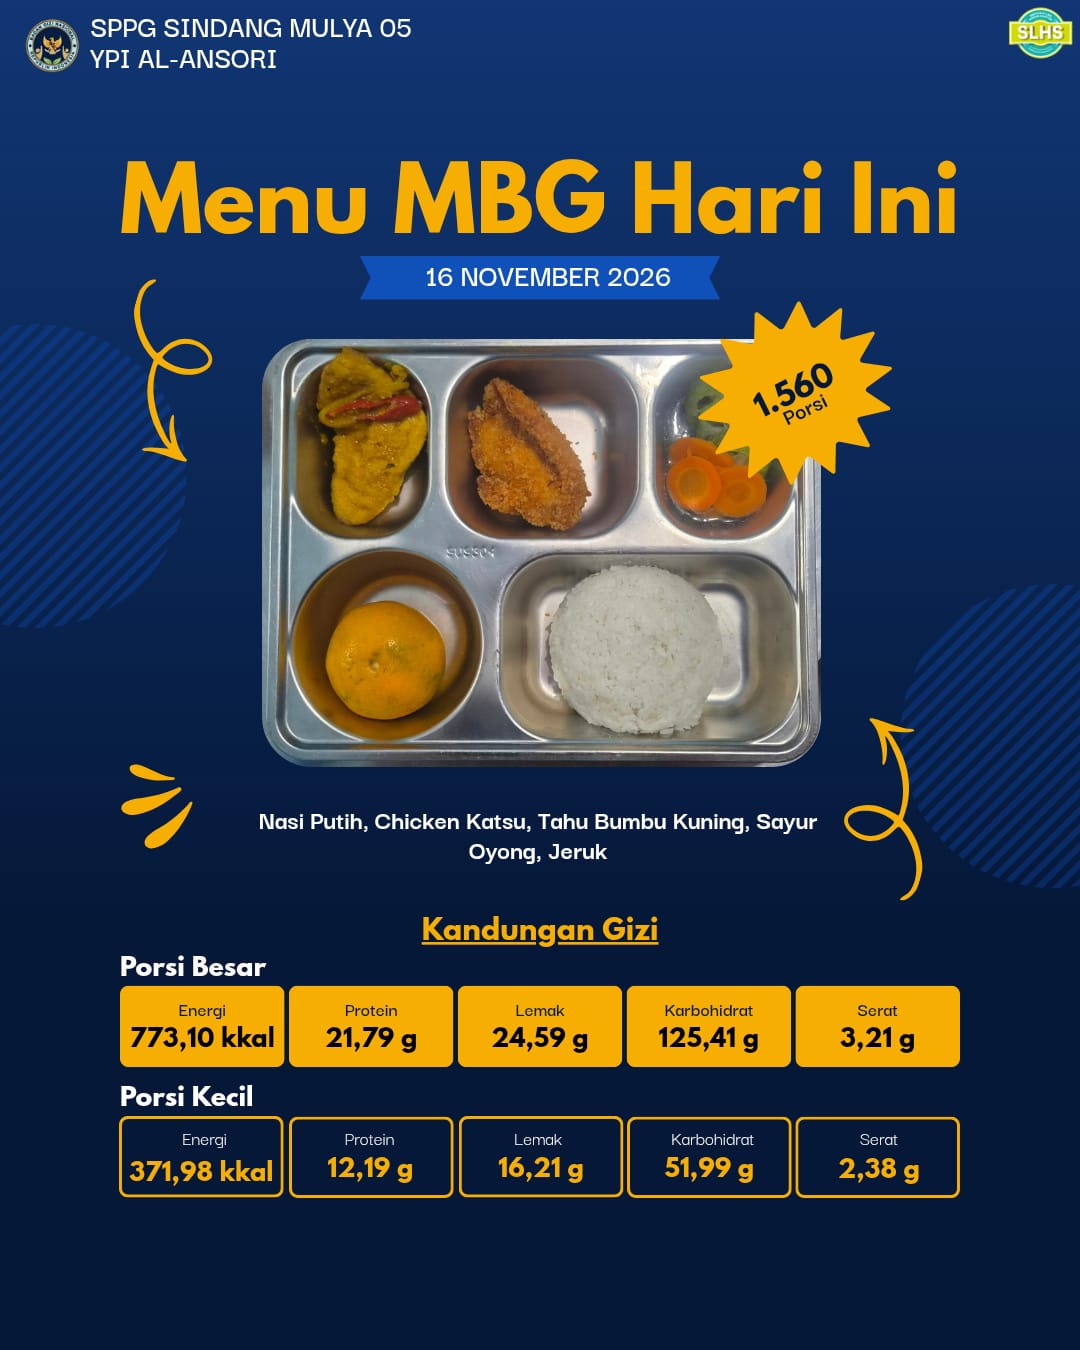 SPPG SINDANG MULYA 05
YPI AL-ANSORI
SLHS
Menu MBG Hari Ini
16 NOVEMBER 2026
1.560
Porsi
SUS304
Nasi Putih, Chicken Katsu, Tahu Bumbu Kuning, Sayur
Oyong, Jeruk
Kandungan Gizi
Porsi Besar
Energi
773,10 kkal
Protein
21,79 g
Lemak
24,59 g
Karbohidrat
125,41 g
Serat
3,21 g
Porsi Kecil
Energi
371,98 kkal
Protein
12,19 g
Lemak
16,21 g
Karbohidrat
51,99 g
Serat
2,38 g